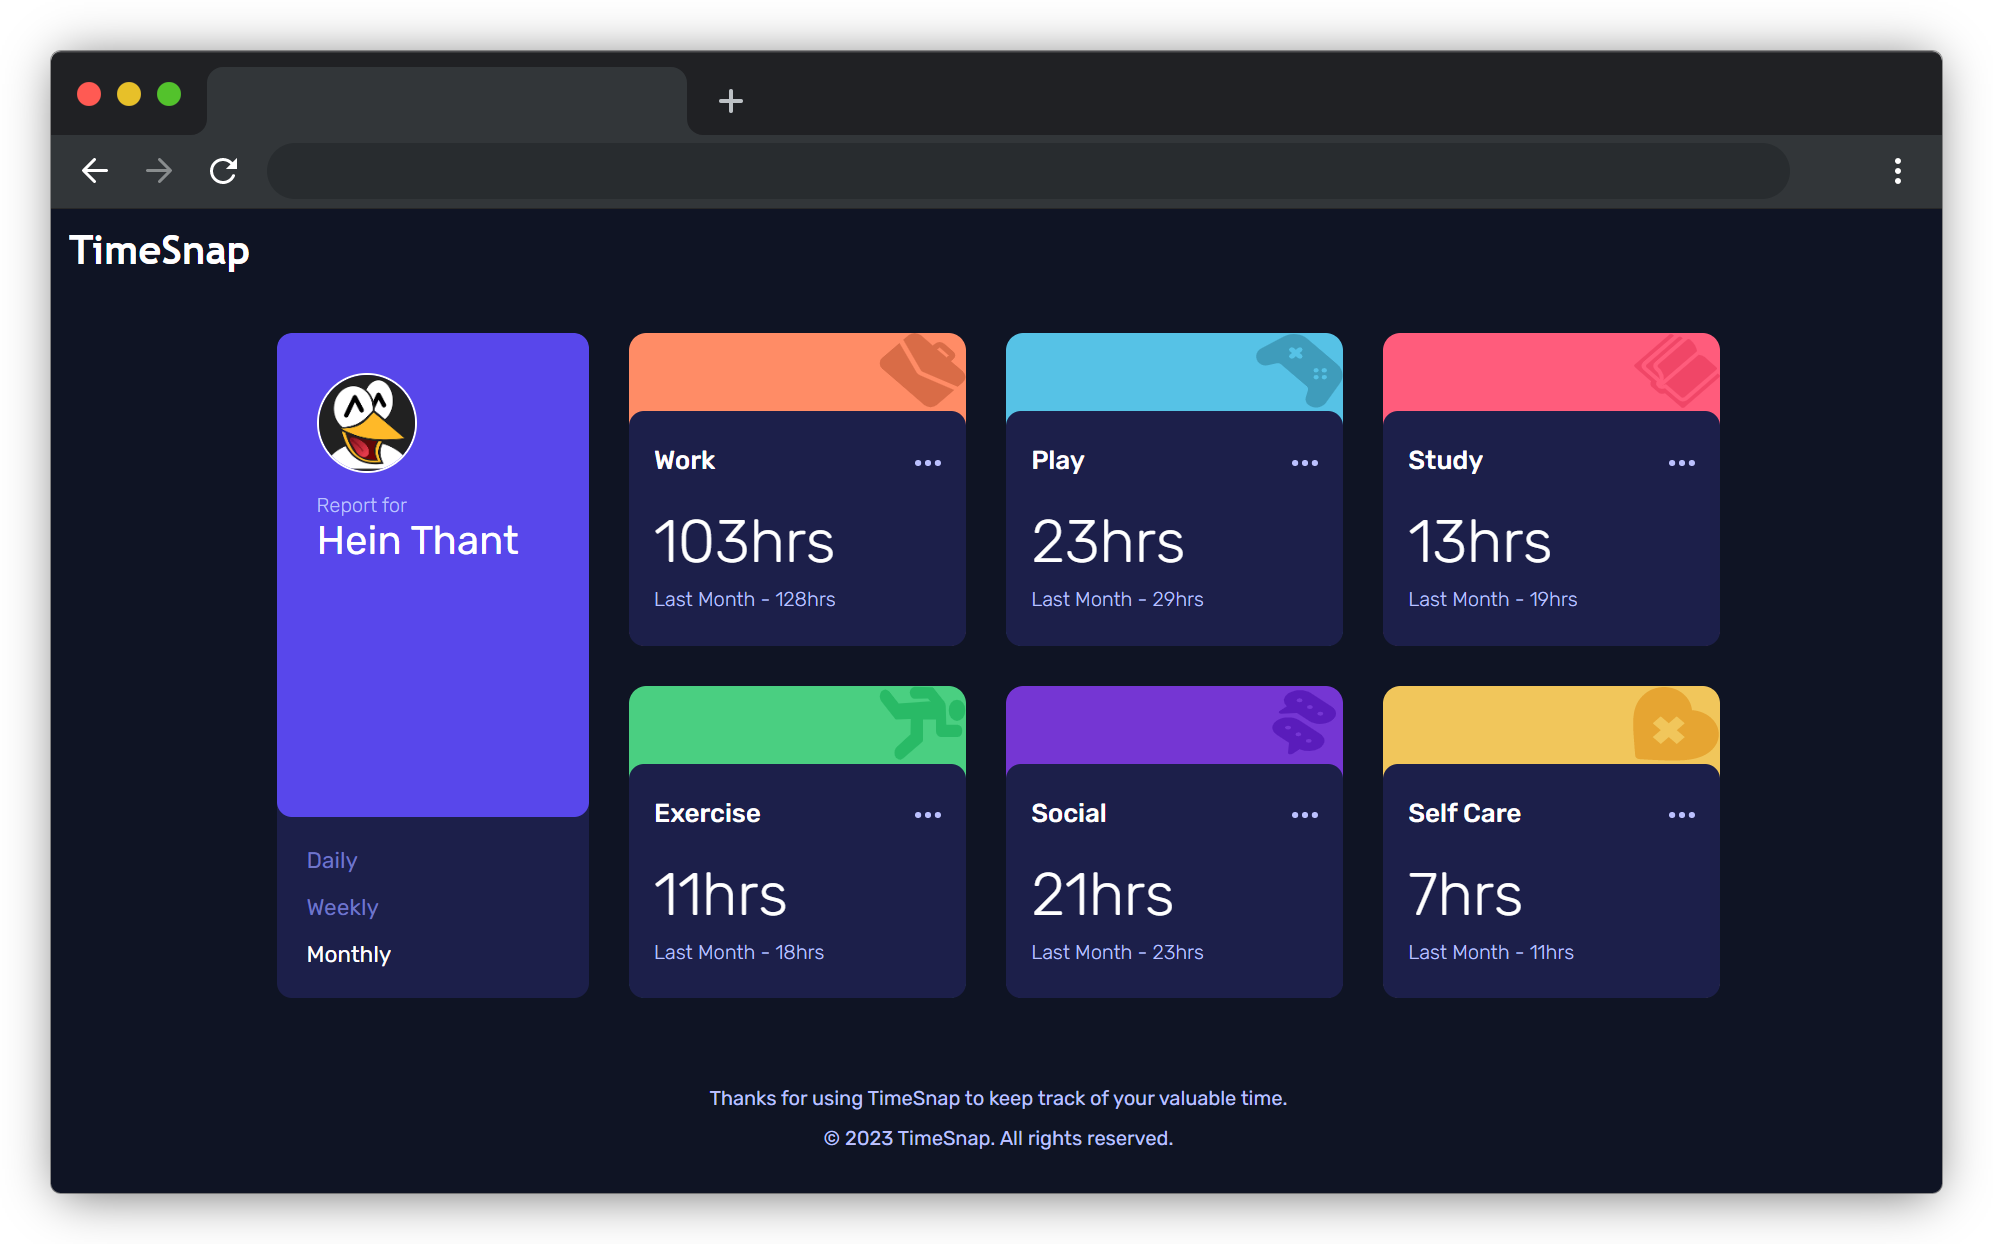 TimeSnap
Report for
Hein Thant
Daily
Weekly
Monthly
Work
103hrs
Last Month - 128hrs
Play
23hrs
Last Month - 29hrs
Study
13hrs
Last Month - 19hrs
Exercise
11hrs
Last Month - 18hrs
Social
21hrs
Last Month - 23hrs
Self Care
7hrs
Last Month - 11hrs
Thanks for using TimeSnap to keep track of your valuable time.
© 2023 TimeSnap. All rights reserved.